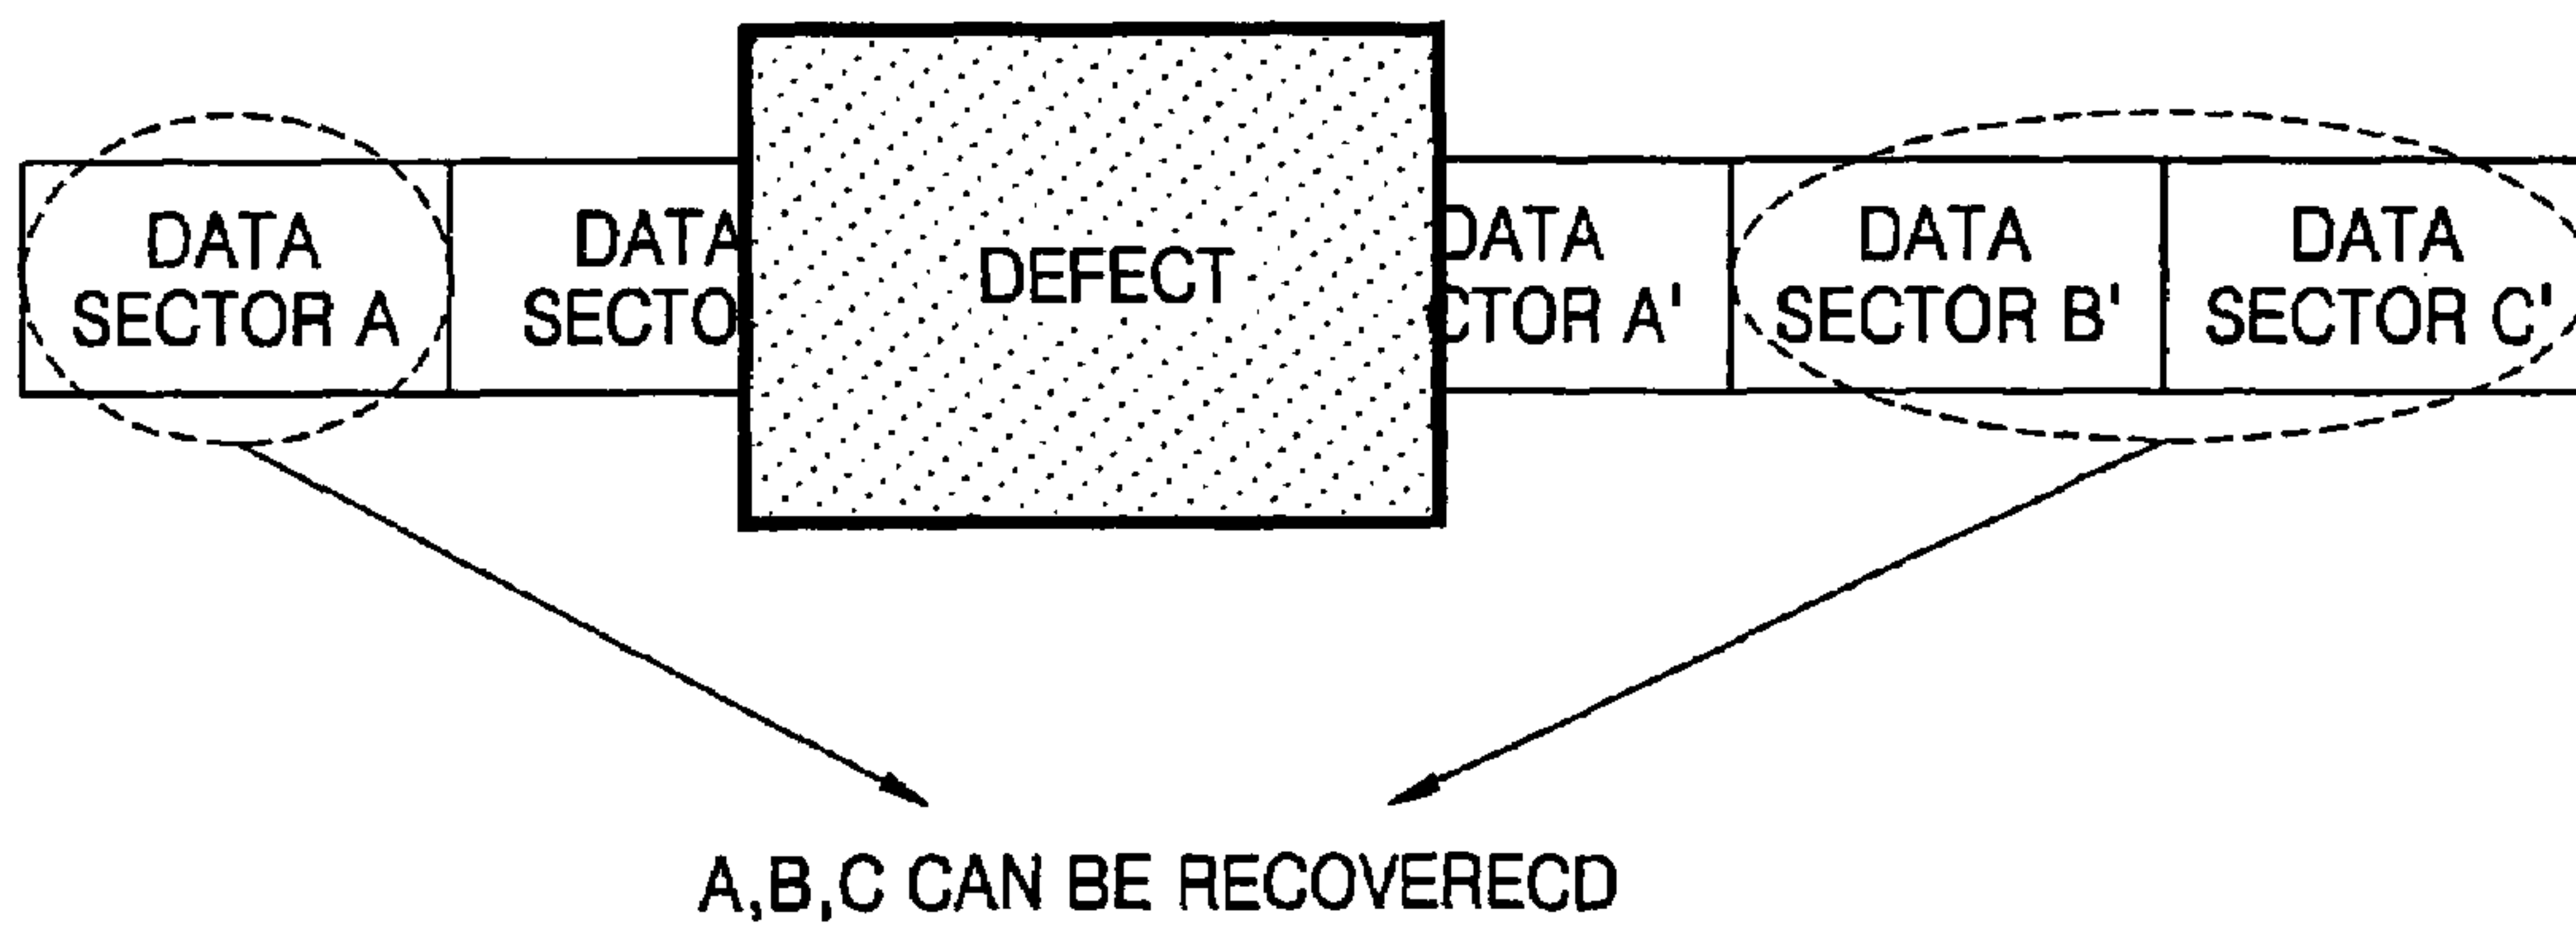 DATA
SECTOR A
DATA
SECTO
DEFECT
DATA
CTOR A'
DATA
SECTOR B'
DATA
SECTOR C'
A,B,C CAN BE RECOVERECD